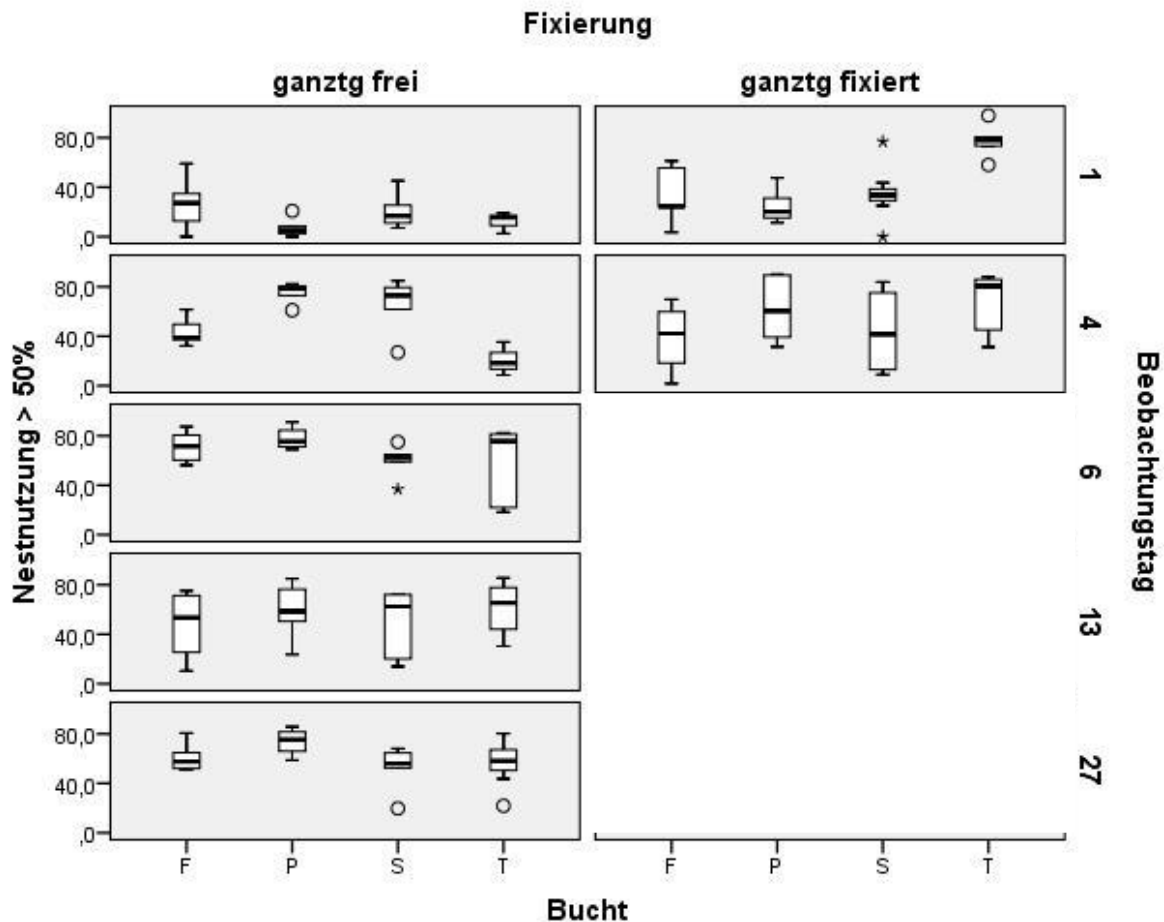 Fixierung
ganztg frei
ganztg fixiert
80,0
40,0
,0
1
80,0
40,0
,0
4
80,0
40,0
,0
6
80,0
40,0
,0
13
80,0
40,0
,0
27
Nestnutzung > 50%
Beobachtungstag
F P S T
F P S T
Bucht